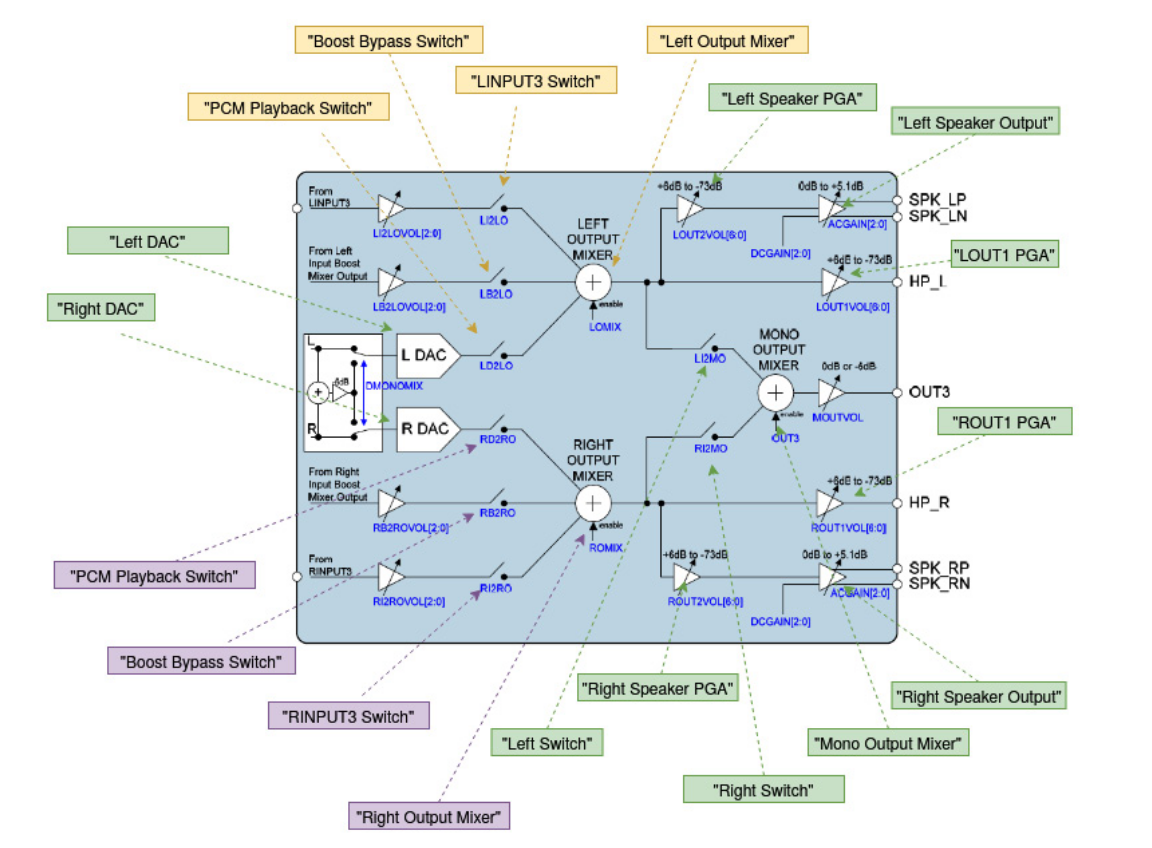 "Boost Bypass Switch"
"Left Output Mixer"
"LINPUT3 Switch"
"PCM Playback Switch"
"Left Speaker PGA"
"Left Speaker Output"
"Left DAC"
"Right DAC"
"LOUT1 PGA"
"ROUT1 PGA"
From
LINPUT3
LI2LOVOL[2:0]
LI2LO
LEFT
OUTPUT
MIXER
+6dB to -73dB
LOUT2VOL[6:0]
0dB to +5.1dB
ACGAIN[2:0]
DCGAIN[2:0]
SPK_LP
SPK_LN
From Left
Input Boost
Mixer Output
LB2LOVOL[2:0]
LB2LO
enable
LOMIX
+6dB to -73dB
LOUT1VOL[6:0]
HP_L
L
R
-6dB
DMONOMIX
L DAC
LD2LO
R DAC
RD2RO
LI2MO
MONO
OUTPUT
MIXER
enable
OUT3
RI2MO
0dB or -6dB
MOUTVOL
OUT3
From Right
Input Boost
Mixer Output
RB2ROVOL[2:0]
RB2RO
RIGHT
OUTPUT
MIXER
enable
ROMIX
+6dB to -73dB
ROUT1VOL[6:0]
HP_R
From
RINPUT3
RI2ROVOL[2:0]
RI2RO
+6dB to -73dB
ROUT2VOL[6:0]
0dB to +5.1dB
ACGAIN[2:0]
DCGAIN[2:0]
SPK_RP
SPK_RN
"PCM Playback Switch"
"Boost Bypass Switch"
"RINPUT3 Switch"
"Right Output Mixer"
"Right Speaker PGA"
"Left Switch"
"Right Switch"
"Right Speaker Output"
"Mono Output Mixer"